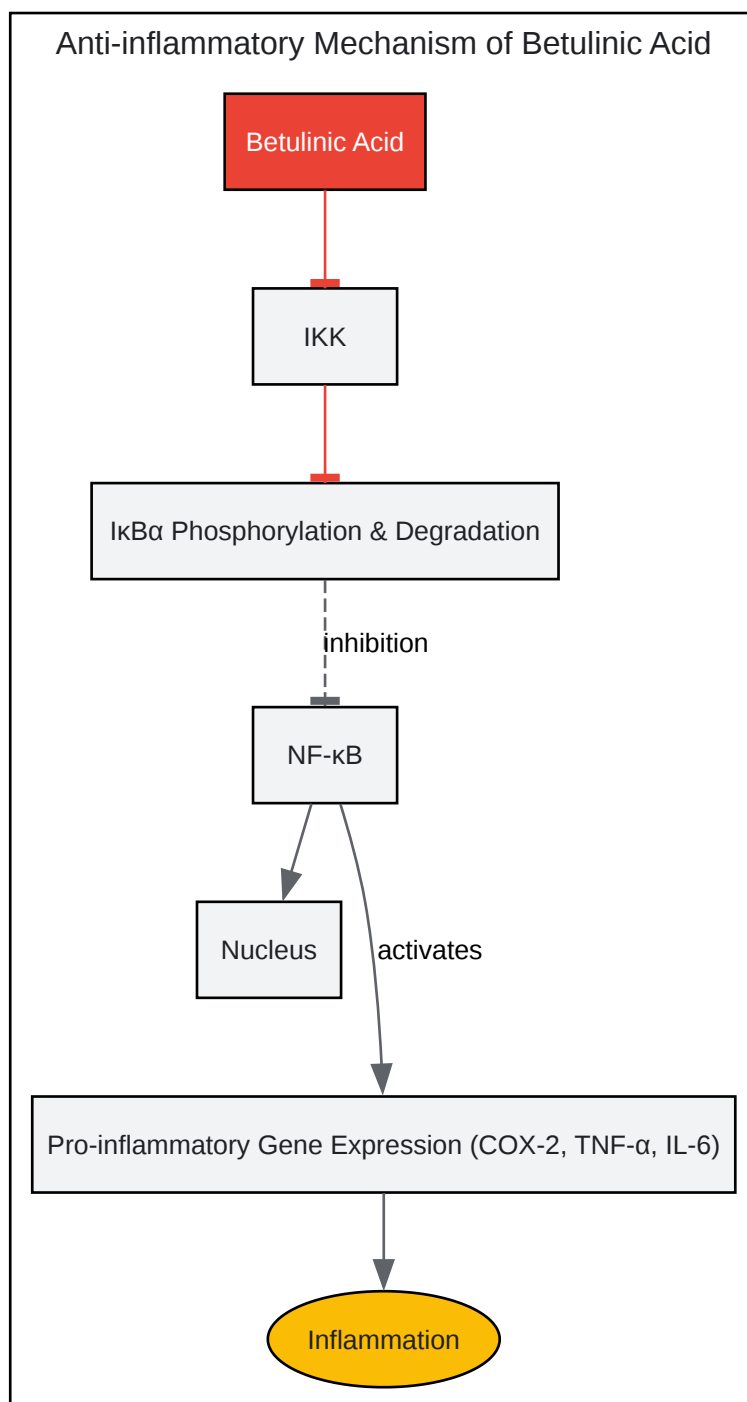 Anti-inflammatory Mechanism of Betulinic Acid
Betulinic Acid
IKK
IκBα Phosphorylation & Degradation
inhibition
NF-κB
Nucleus
activates
Pro-inflammatory Gene Expression (COX-2, TNF-α, IL-6)
Inflammation